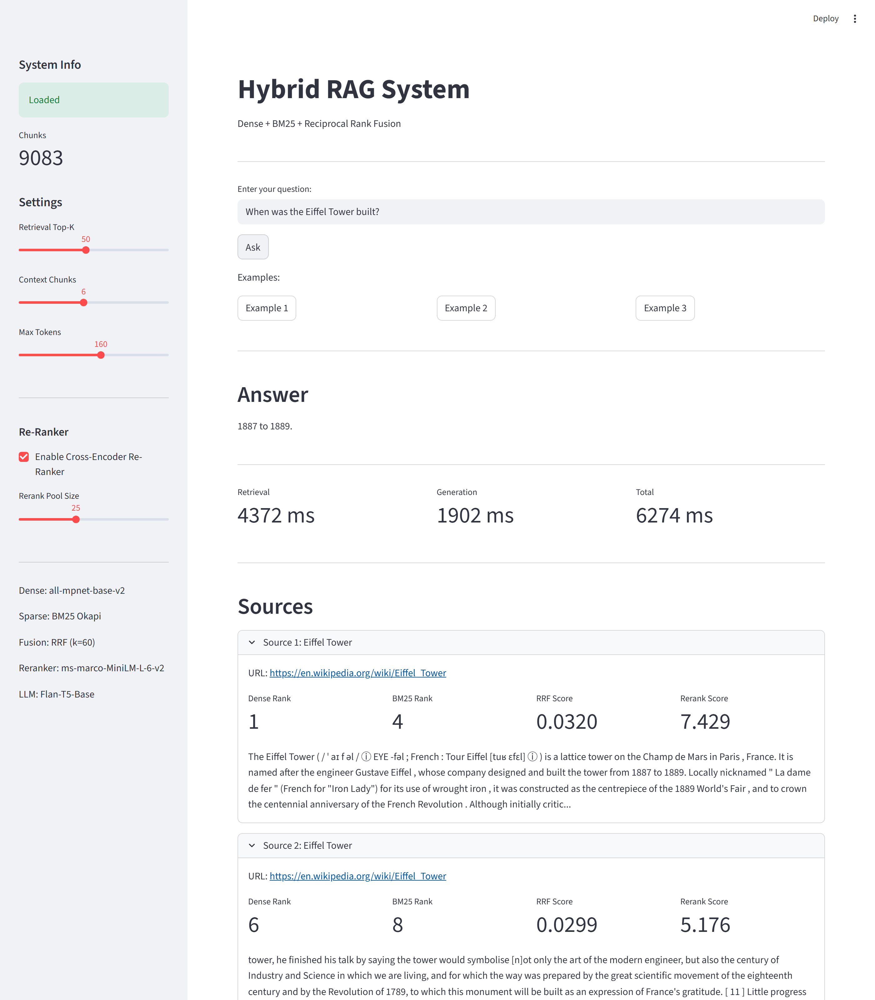 Deploy
System Info
Loaded
Chunks
9083
Settings
Retrieval Top-K
50
Context Chunks
6
Max Tokens
160
Re-Ranker
Enable Cross-Encoder Re-
Ranker
Rerank Pool Size
25
Dense: all-mpnet-base-v2
Sparse: BM25 Okapi
Fusion: RRF (k=60)
Reranker: ms-marco-MiniLM-L-6-v2
LLM: Flan-T5-Base
Hybrid RAG System
Dense + BM25 + Reciprocal Rank Fusion
Enter your question:
When was the Eiffel Tower built?
Ask
Examples:
Example 1 Example 2 Example 3
Answer
1887 to 1889.
Retrieval Generation Total
4372 ms 1902 ms 6274 ms
Sources
Source 1: Eiffel Tower
URL: https://en.wikipedia.org/wiki/Eiffel_Tower
Dense Rank BM25 Rank RRF Score Rerank Score
1 4 0.0320 7.429
The Eiffel Tower ( / ˈ aɪ f əl / ⓘ EYE -fəl ; French : Tour Eiffel [tuʁ ɛfɛl] ⓘ ) is a lattice tower on the Champ de Mars in Paris , France. It is
named after the engineer Gustave Eiffel , whose company designed and built the tower from 1887 to 1889. Locally nicknamed " La dame
de fer " (French for "Iron Lady") for its use of wrought iron , it was constructed as the centrepiece of the 1889 World's Fair , and to crown
the centennial anniversary of the French Revolution . Although initially critic...
Source 2: Eiffel Tower
URL: https://en.wikipedia.org/wiki/Eiffel_Tower
Dense Rank BM25 Rank RRF Score Rerank Score
6 8 0.0299 5.176
tower, he finished his talk by saying the tower would symbolise [n]ot only the art of the modern engineer, but also the century of
Industry and Science in which we are living, and for which the way was prepared by the great scientific movement of the eighteenth
century and by the Revolution of 1789, to which this monument will be built as an expression of France's gratitude. [ 11 ] Little progress